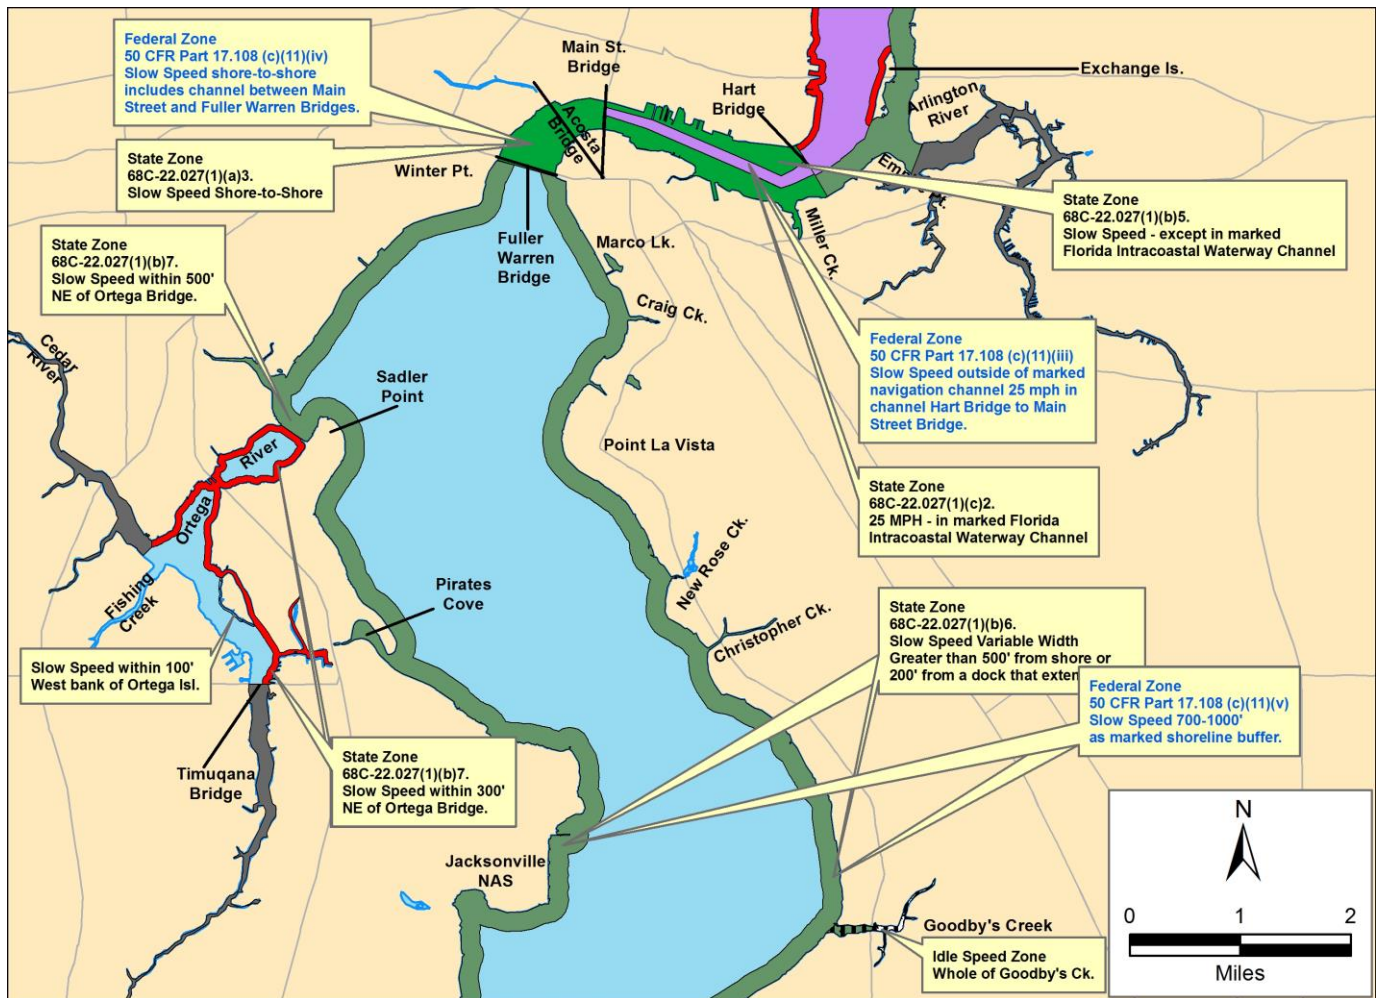 Federal Zone
50 CFR Part 17.108 (c)(11)(iv)
Slow Speed shore-to-shore
includes channel between Main
Street and Fuller Warren Bridges.
State Zone
68C-22.027(1)(a)3.
Slow Speed Shore-to-Shore
Winter Pt.
Main St.
Bridge
Acosta
Bridge
Hart
Bridge
Exchange Is.
Arlington
River
State Zone
68C-22.027(1)(b)5.
Slow Speed - except in marked
Florida Intracoastal Waterway Channel
State Zone
68C-22.027(1)(b)7.
Slow Speed within 500'
NE of Ortega Bridge.
Fuller
Warren
Bridge
Marco Lk.
Miller Ck.
Craig Ck.
Federal Zone
50 CFR Part 17.108 (c)(11)(iii)
Slow Speed outside of marked
navigation channel 25 mph in
channel Hart Bridge to Main
Street Bridge.
Cedar
River
Sadler
Point
River
Ortega
Point La Vista
State Zone
68C-22.027(1)(c)2.
25 MPH - in marked Florida
Intracoastal Waterway Channel
New Rose Ck.
Fishing
Creek
Pirates
Cove
Christopher Ck.
State Zone
68C-22.027(1)(b)6.
Slow Speed Variable Width
Greater than 500' from shore or
200' from a dock that exten
Slow Speed within 100'
West bank of Ortega Isl.
Federal Zone
50 CFR Part 17.108 (c)(11)(v)
Slow Speed 700-1000'
as marked shoreline buffer.
Timuqana
Bridge
State Zone
68C-22.027(1)(b)7.
Slow Speed within 300'
NE of Ortega Bridge.
Jacksonville
NAS
Goodby's Creek
Idle Speed Zone
Whole of Goodby's Ck.
N
0 1 2
Miles